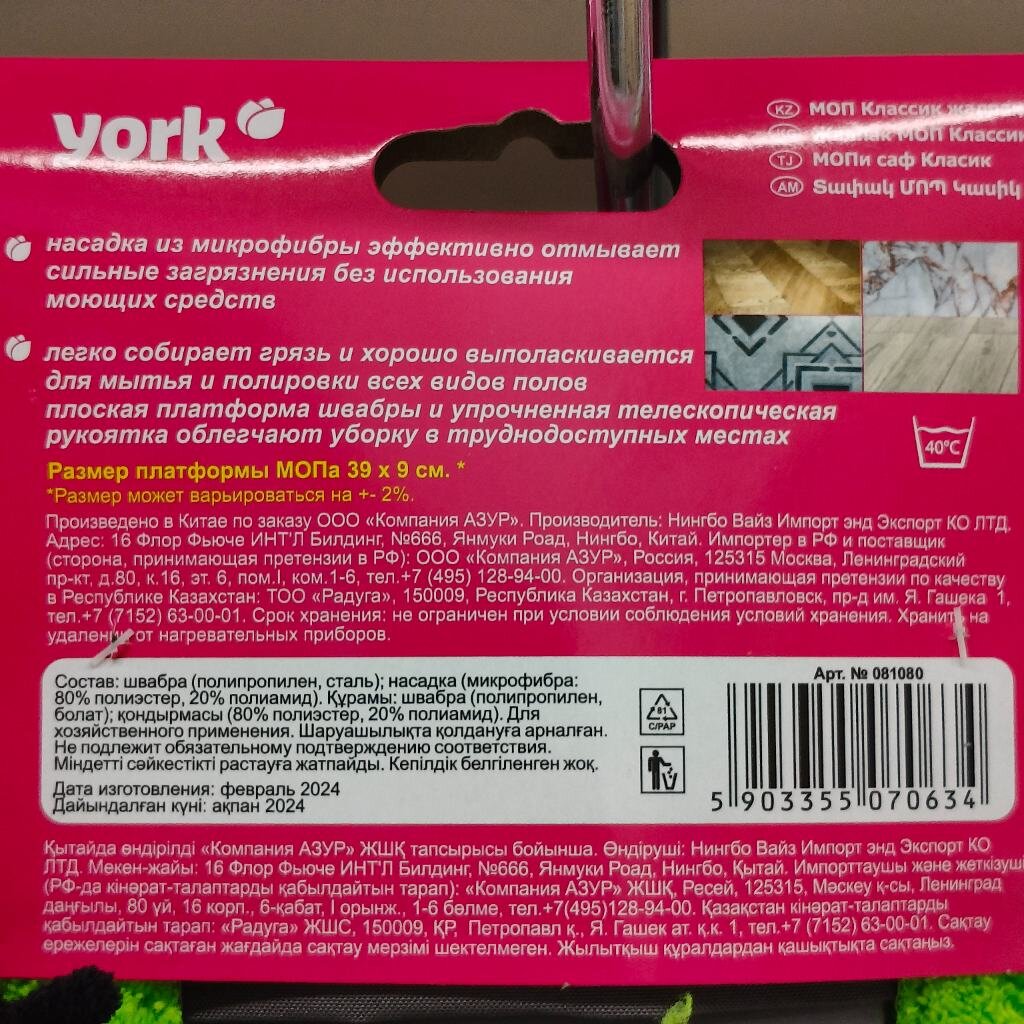 york
KZ МОП Классик
KG Жалпак МОП Классик
TJ МОПи саф Класик
AM Տափակ ՄՈՊ Կասիկ
насадка из микрофибры эффективно отмывает
сильные загрязнения без использования
моющих средств
легко собирает грязь и хорошо выполаскивается
для мытья и полировки всех видов полов
плоская платформа швабры и упрочненная телескопическая
рукоятка облегчают уборку в труднодоступных местах
40°C
Размер платформы МОПа 39 х 9 см. *
*Размер может варьироваться на +- 2%.
Произведено в Китае по заказу ООО «Компания АЗУР». Производитель: Нингбо Вайз Импорт энд Экспорт КО ЛТД.
Адрес: 16 Флор Фьюче ИНТ'Л Билдинг, №666, Янмуки Роад, Нингбо, Китай. Импортер в РФ и поставщик
(сторона, принимающая претензии в РФ): ООО «Компания АЗУР», Россия, 125315 Москва, Ленинградский
пр-кт, д.80, к.16, эт. 6, пом.I, ком.1-6, тел.+7 (495) 128-94-00. Организация, принимающая претензии по качеству
в Республике Казахстан: ТОО «Радуга», 150009, Республика Казахстан, г. Петропавловск, пр-д им. Я. Гашека 1,
тел.+7 (7152) 63-00-01. Срок хранения: не ограничен при условии соблюдения условий хранения. Хранить на
удалении от нагревательных приборов.
Состав: швабра (полипропилен, сталь); насадка (микрофибра:
80% полиэстер, 20% полиамид). Құрамы: швабра (полипропилен,
болат); қондырмасы (80% полиэстер, 20% полиамид). Для
хозяйственного применения. Шаруашылықта қолдануға арналған.
Не подлежит обязательному подтверждению соответствия.
Міндетті сәйкестікті растауға жатпайды. Кепілдік белгіленген жоқ.
Дата изготовления: февраль 2024
Дайындалған күні: ақпан 2024
81
C/PAP
Арт. № 081080
5 903355 070634
Қытайда өндірілді «Компания АЗУР» ЖШҚ тапсырысы бойынша. Өндіруші: Нингбо Вайз Импорт энд Экспорт КО
ЛТД. Мекен-жайы: 16 Флор Фьюче ИНТ'Л Билдинг, №666, Янмуки Роад, Нингбо, Қытай. Импорттаушы және жеткізуш
(РФ-да кінәрат-талаптарды қабылдайтын тарап): «Компания АЗУР» ЖШҚ, Ресей, 125315, Мәскеу қ-сы, Ленинград
даңғылы, 80 үй, 16 корп., 6-қабат, I орынж., 1-6 бөлме, тел.+7(495)128-94-00. Қазақстан кінәрат-талаптарды
қабылдайтын тарап: «Радуга» ЖШС, 150009, ҚР, Петропавл қ., Я. Гашек ат. қ.к. 1, тел.+7 (7152) 63-00-01. Сақтау
ережелерін сақтаған жағдайда сақтау мерзімі шектелмеген. Жылытқыш құралдардан қашықтықта сақтаңыз.